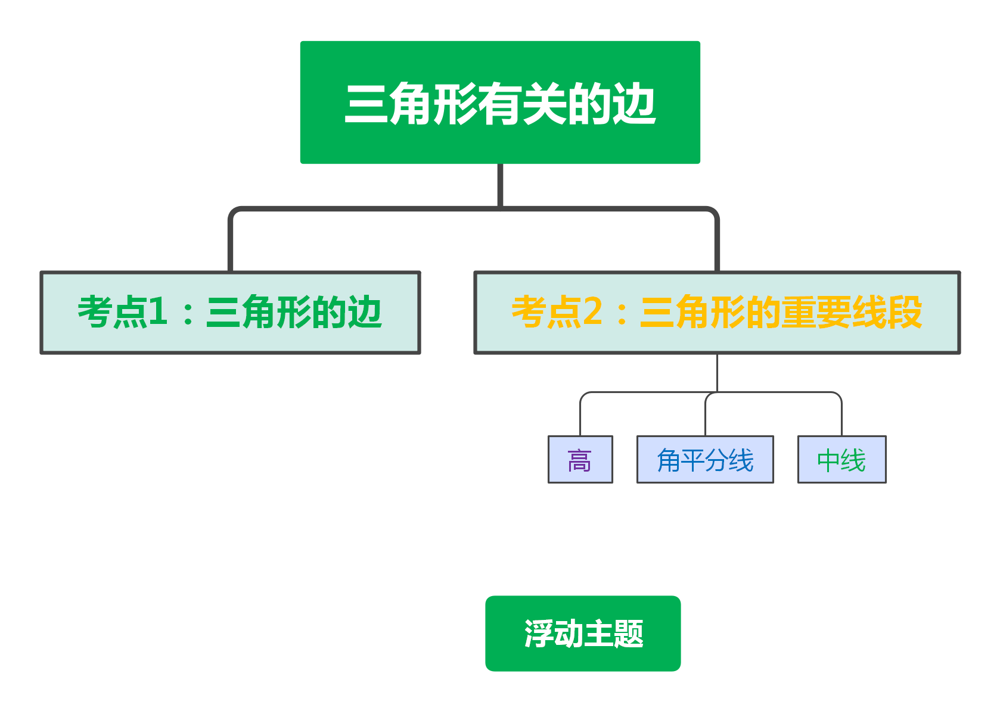 三角形有关的边
考点1：三角形的边
考点2：三角形的重要线段
高
角平分线
中线
浮动主题